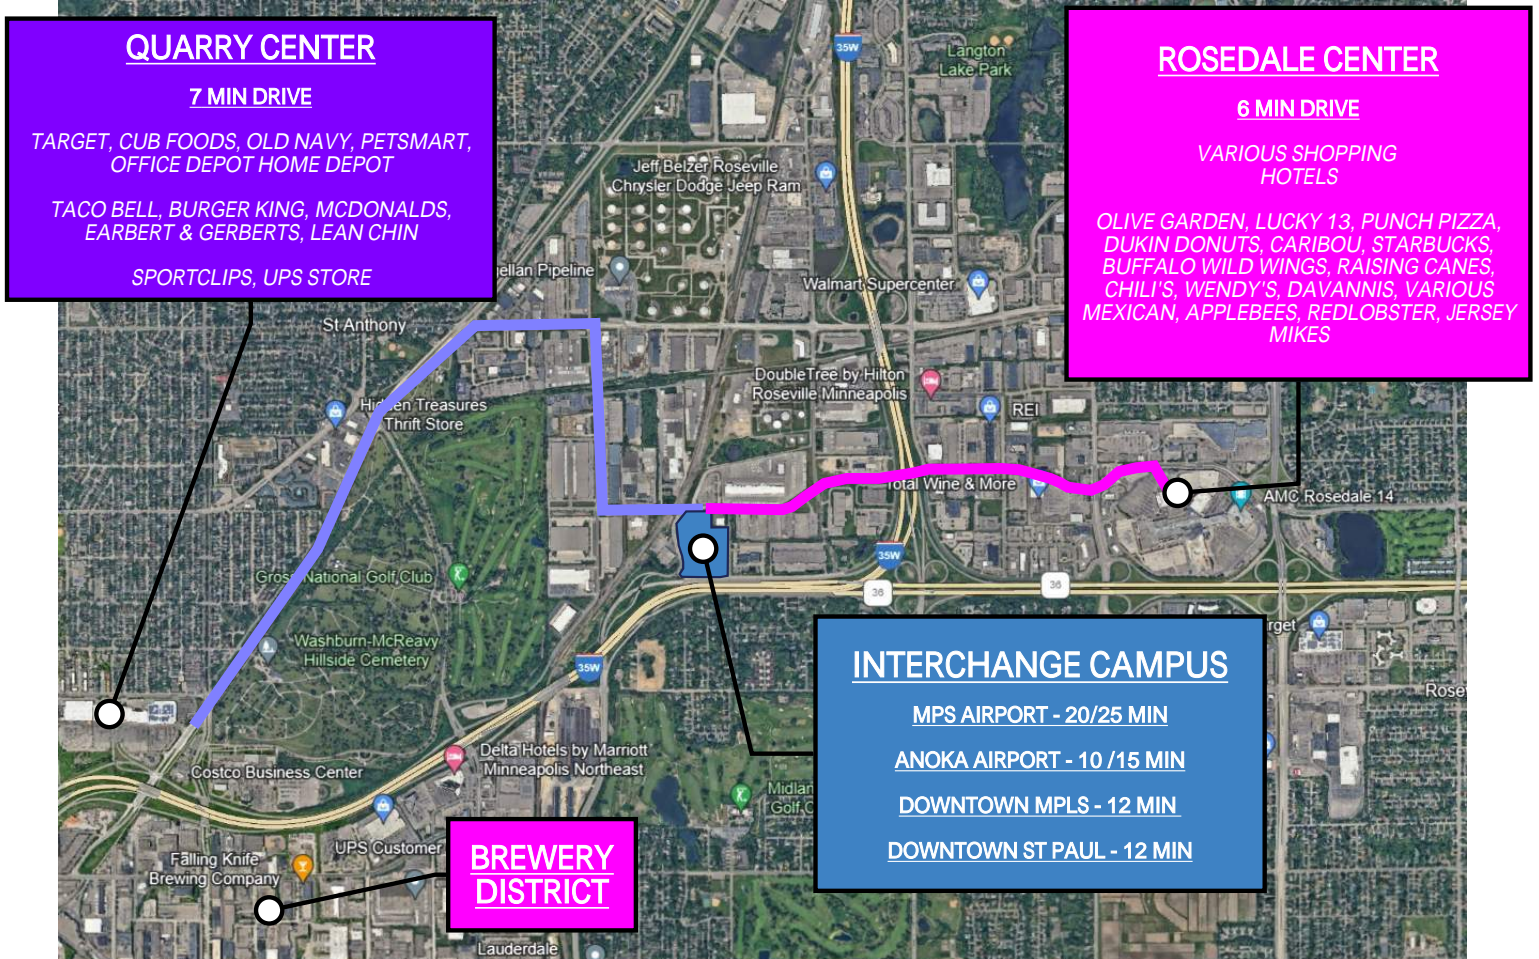 QUARRY CENTER
7 MIN DRIVE
TARGET, CUB FOODS, OLD NAVY, PETSMART,
OFFICE DEPOT HOME DEPOT
TACO BELL, BURGER KING, MCDONALDS,
EARBERT & GERBERTS, LEAN CHIN
SPORTCLIPS, UPS STORE
ROSEDALE CENTER
6 MIN DRIVE
VARIOUS SHOPPING
HOTELS
OLIVE GARDEN, LUCKY 13, PUNCH PIZZA,
DUKIN DONUTS, CARIBOU, STARBUCKS,
BUFFALO WILD WINGS, RAISING CANES,
CHILI'S, WENDY'S, DAVANNIS, VARIOUS
MEXICAN, APPLEBEES, REDLOBSTER, JERSEY
MIKES
35W
Langton
Lake Park
Jeff Belzer Roseville
Chrysler Dodge Jeep Ram
ellan Pipeline
Walmart Supercenter
St Anthony
DoubleTree by Hilton
Roseville Minneapolis
REI
Hidden Treasures
Thrift Store
Total Wine & More
AMC Rosedale 14
35W
36
36
Gross National Golf Club
Washburn-McReavy
Hillside Cemetery
35W
rget
Rose
INTERCHANGE CAMPUS
MPS AIRPORT - 20/25 MIN
ANOKA AIRPORT - 10 /15 MIN
DOWNTOWN MPLS - 12 MIN
DOWNTOWN ST PAUL - 12 MIN
Delta Hotels by Marriott
Minneapolis Northeast
Costco Business Center
Midlan
Golf C
UPS Customer
Falling Knife
Brewing Company
BREWERY
DISTRICT
Lauderdale